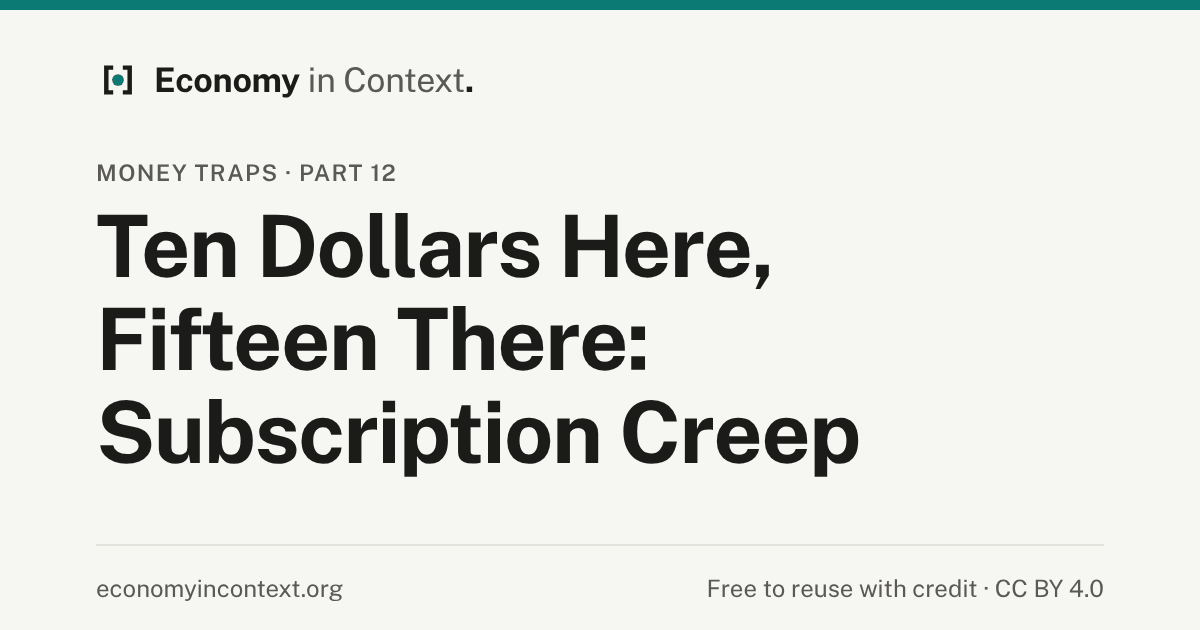 Economy in Context.
MONEY TRAPS · PART 12
Ten Dollars Here,
Fifteen There:
Subscription Creep
economyincontext.org
Free to reuse with credit · CC BY 4.0